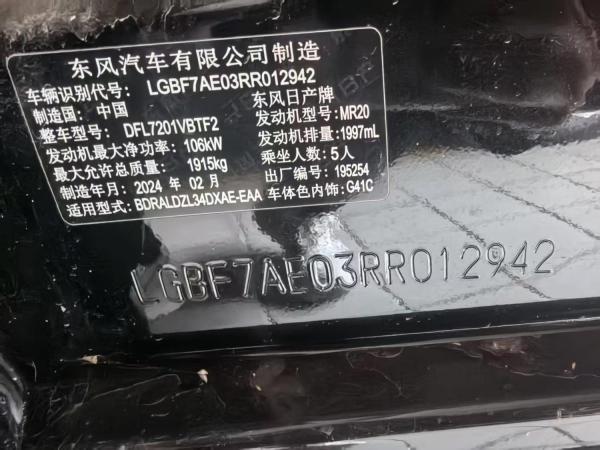 东风汽车有限公司制造
车辆识别代号: LGBF7AE03RR012942
制造国: 中国 东风日产牌
整车型号: DFL7201VBTF2 发动机型号: MR20
发动机最大净功率: 106kW 发动机排量: 1997mL
最大允许总质量: 1915kg 乘坐人数: 5人
制造年月: 2024 年 02 月 出厂编号: 195254
适用型号: BDRALDZL34DXAE-EAA 车体色内饰: G41C
LGBF7AE03RR012942